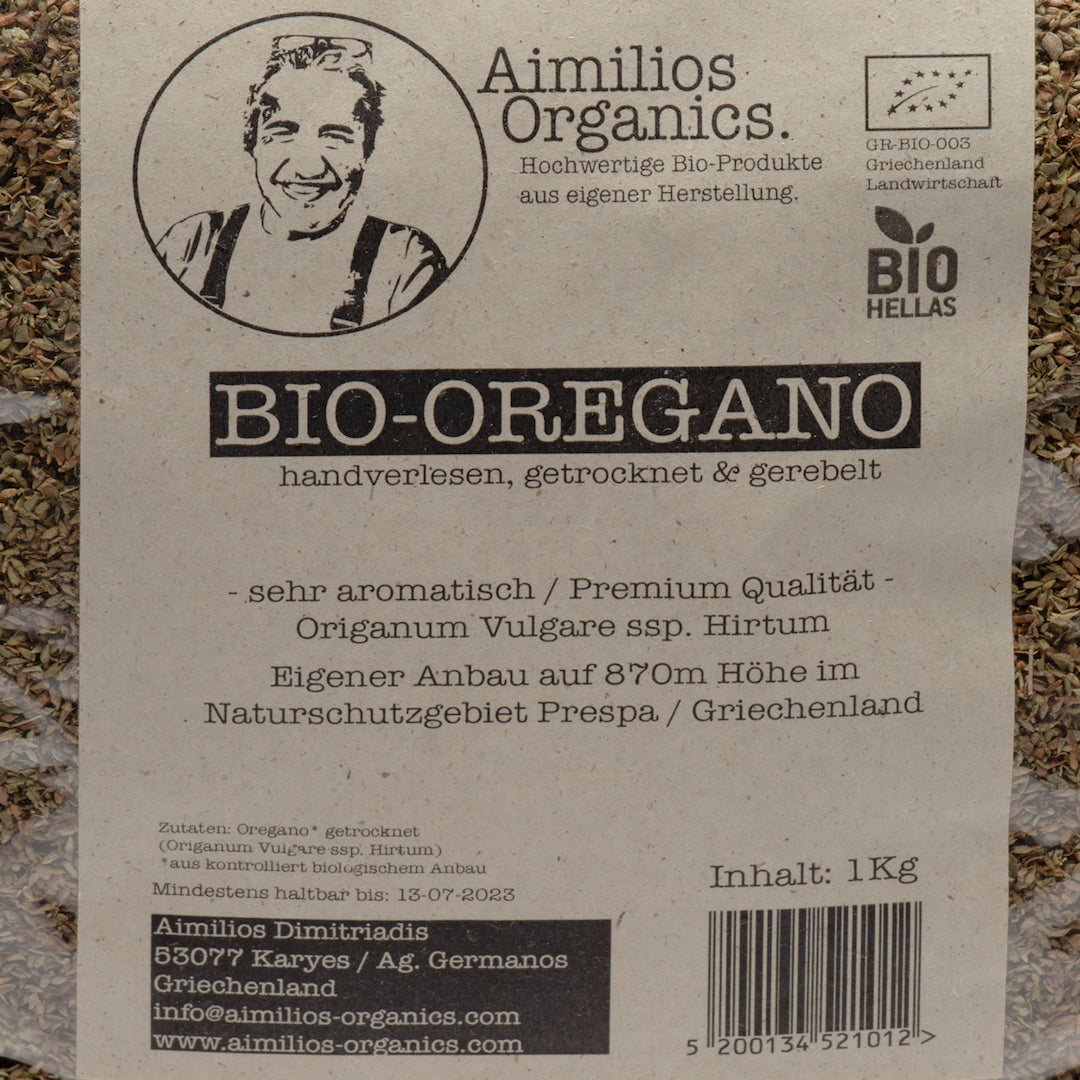 Aimilios
Organics.
Hochwertige Bio-Produkte
aus eigener Herstellung.
GR-BIO-003
Griechenland
Landwirtschaft
BIO
HELLAS
BIO-OREGANO
handverlesen, getrocknet & gerebelt
- sehr aromatisch / Premium Qualität -
Origanum Vulgare ssp. Hirtum
Eigener Anbau auf 870m Höhe im
Naturschutzgebiet Prespa / Griechenland
Zutaten: Oregano* getrocknet
(Origanum Vulgare ssp. Hirtum)
*aus kontrolliert biologischem Anbau
Mindestens haltbar bis: 13-07-2023
Aimilios Dimitriadis
53077 Karyes / Ag. Germanos
Griechenland
info@aimilios-organics.com
www.aimilios-organics.com
Inhalt: 1Kg
5 200134 521012 >